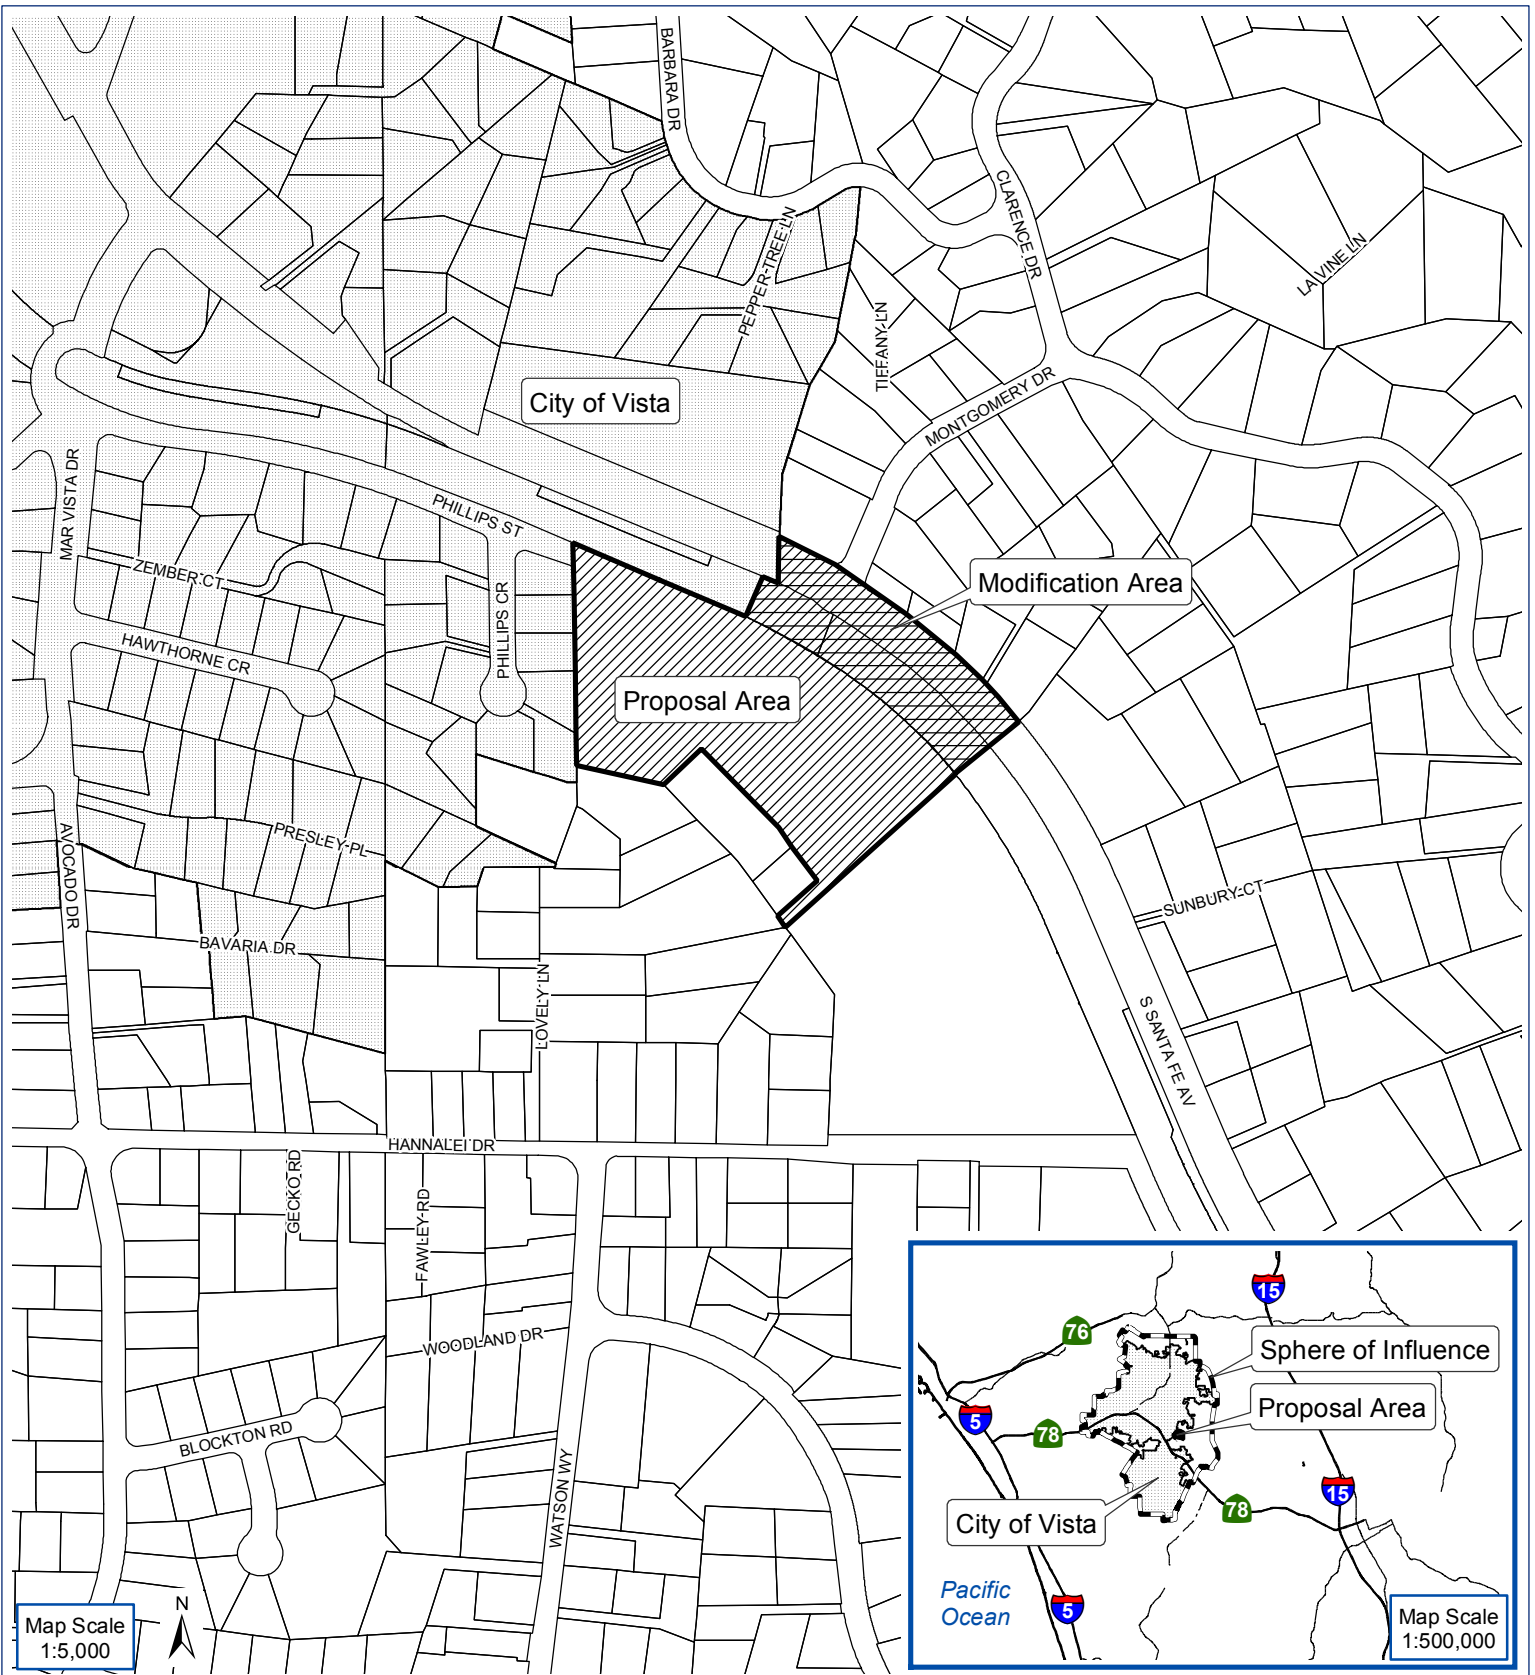 BARBARA DR
CLARENCE DR
PEPPER TREE LN
LA VINE LN
TIFFANY LN
City of Vista
MONTGOMERY DR
MAR VISTA DR
PHILLIPS ST
ZEMBER CT
Modification Area
PHILLIPS CR
HAWTHORNE CR
Proposal Area
AVOCADO DR
PRESLEY PL
SUNBURY CT
BAVARIA DR
LOVELY LN
S SANTA FE AV
HANNALEI DR
GECKO RD
FAWLEY RD
WOODLAND DR
BLOCKTON RD
WATSON WY
N
Map Scale
1:5,000
15
76
Sphere of Influence
Proposal Area
5
78
15
78
City of Vista
Pacific
Ocean
5
Map Scale
1:500,000